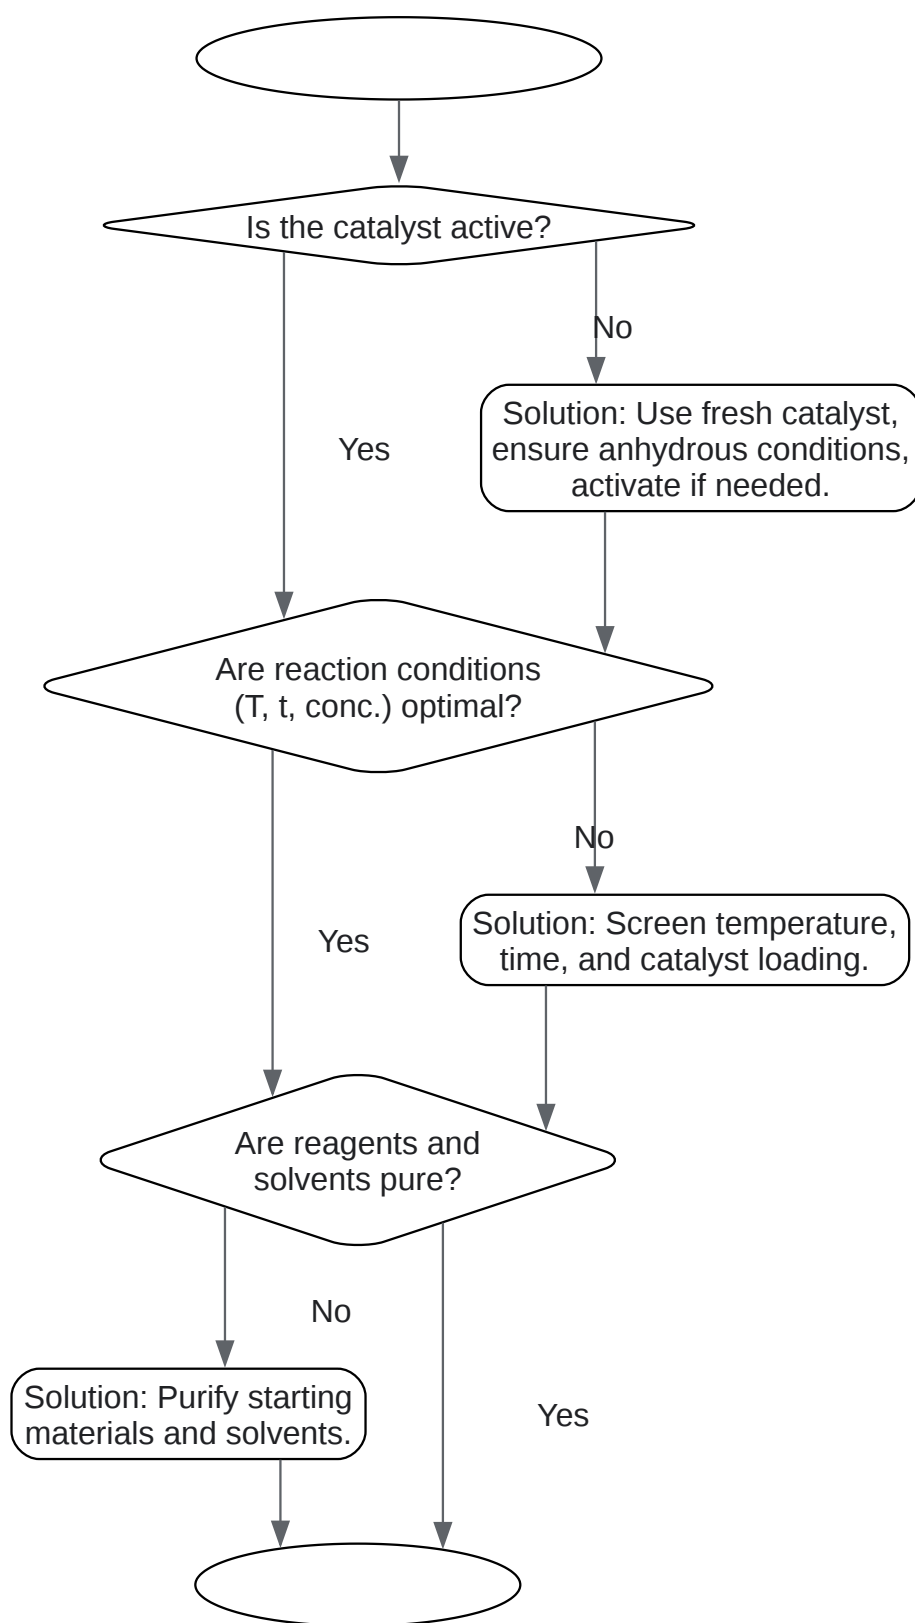 Is the catalyst active?
No
Solution: Use fresh catalyst,
ensure anhydrous conditions,
activate if needed.
Yes
Are reaction conditions
(T, t, conc.) optimal?
No
Solution: Screen temperature,
time, and catalyst loading.
Yes
Are reagents and
solvents pure?
No
Solution: Purify starting
materials and solvents.
Yes